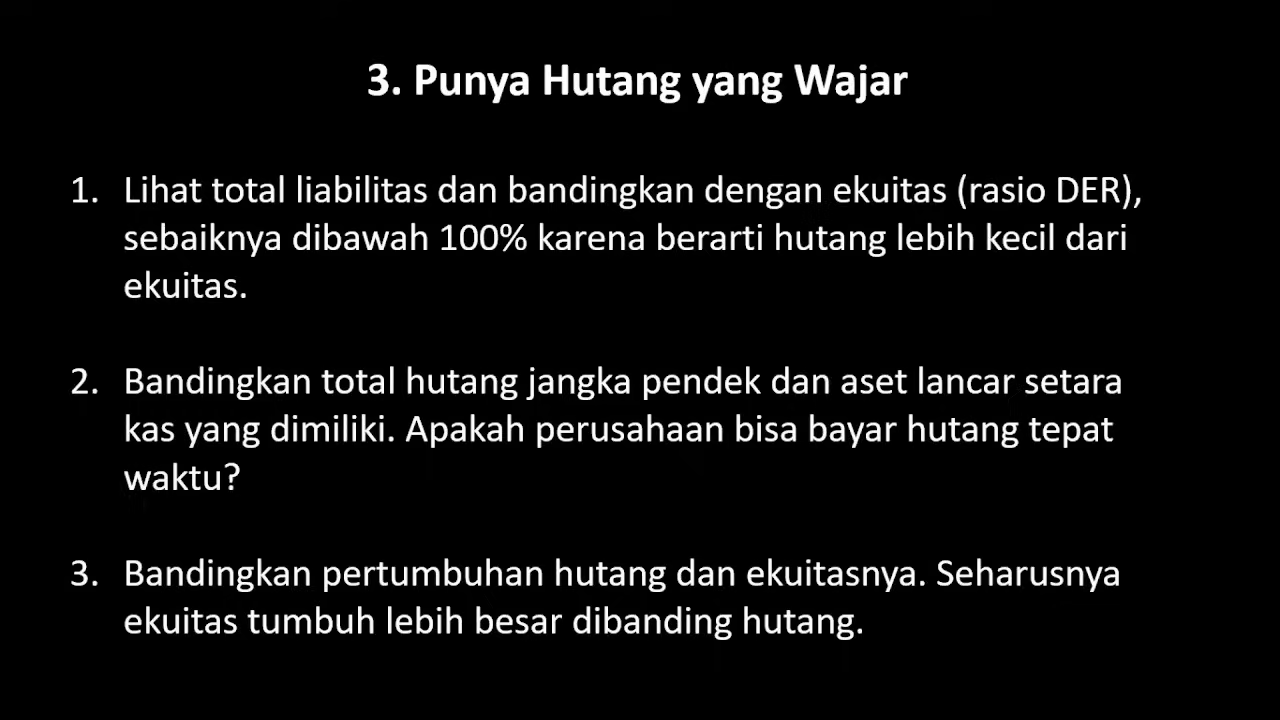 3. Punya Hutang yang Wajar
1. Lihat total liabilitas dan bandingkan dengan ekuitas (rasio DER),
sebaiknya dibawah 100% karena berarti hutang lebih kecil dari
ekuitas.
2. Bandingkan total hutang jangka pendek dan aset lancar setara
kas yang dimiliki. Apakah perusahaan bisa bayar hutang tepat
waktu?
3. Bandingkan pertumbuhan hutang dan ekuitasnya. Seharusnya
ekuitas tumbuh lebih besar dibanding hutang.